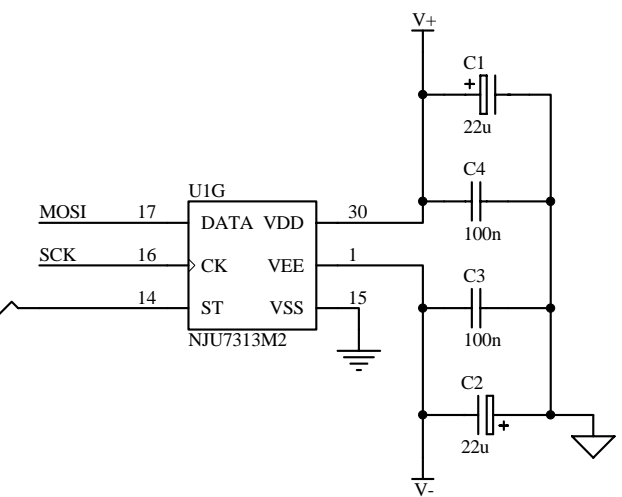 V+
C1
+
22u
C4
100n
U1G
MOSI 17 DATA VDD 30
SCK 16 CK VEE 1
14 ST VSS 15
NJU7313M2
C3
100n
C2
+
22u
V-